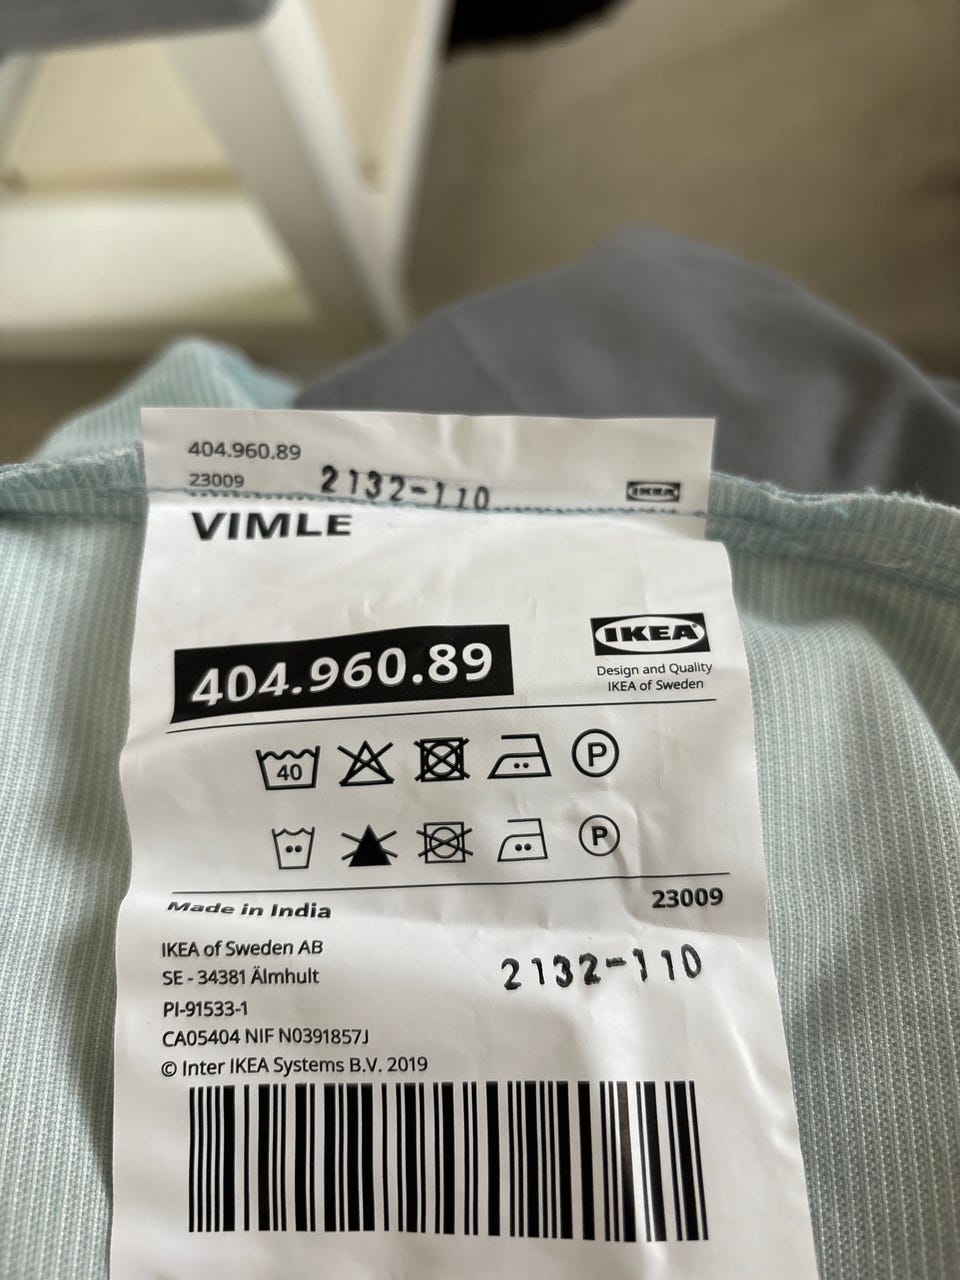 404.960.89
23009 2132-110 IKEA
VIMLE
404.960.89
IKEA
Design and Quality
IKEA of Sweden
40 P
P
23009
Made in India
IKEA of Sweden AB
SE - 34381 Älmhult
2132-110
PI-91533-1
CA05404 NIF N0391857J
© Inter IKEA Systems B.V. 2019